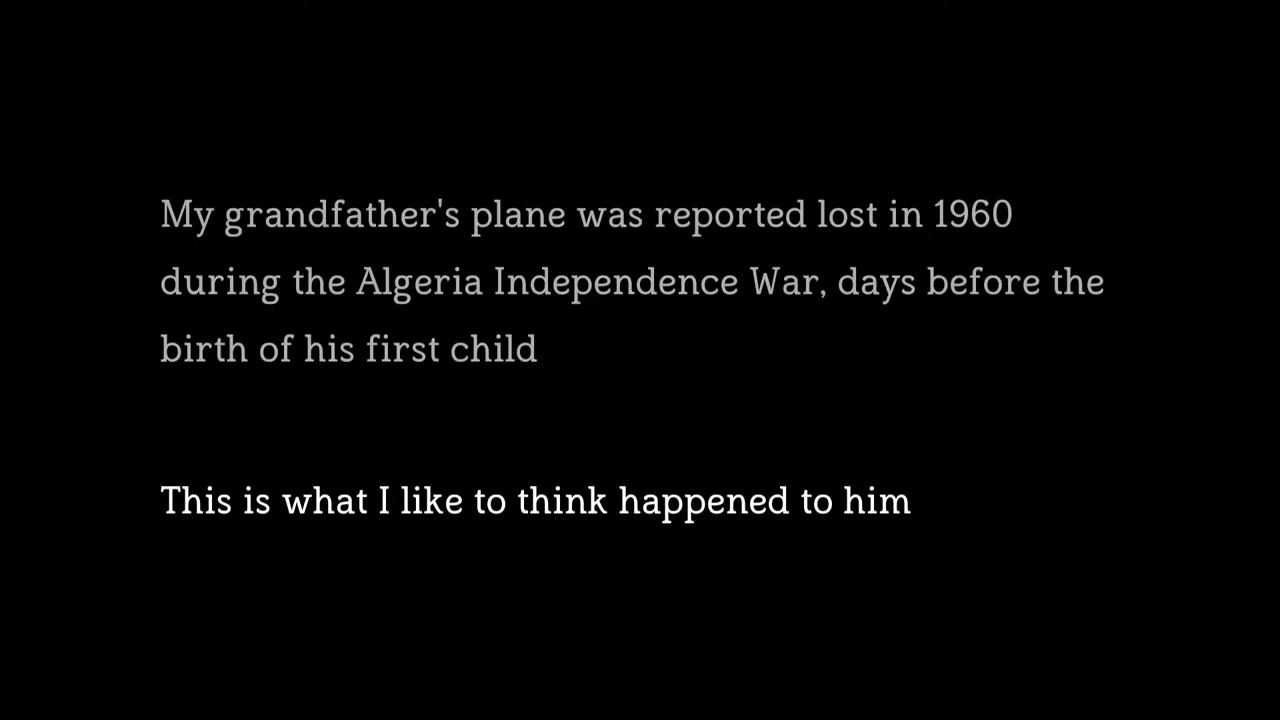 My grandfather's plane was reported lost in 1960
during the Algeria Independence War, days before the
birth of his first child
This is what I like to think happened to him